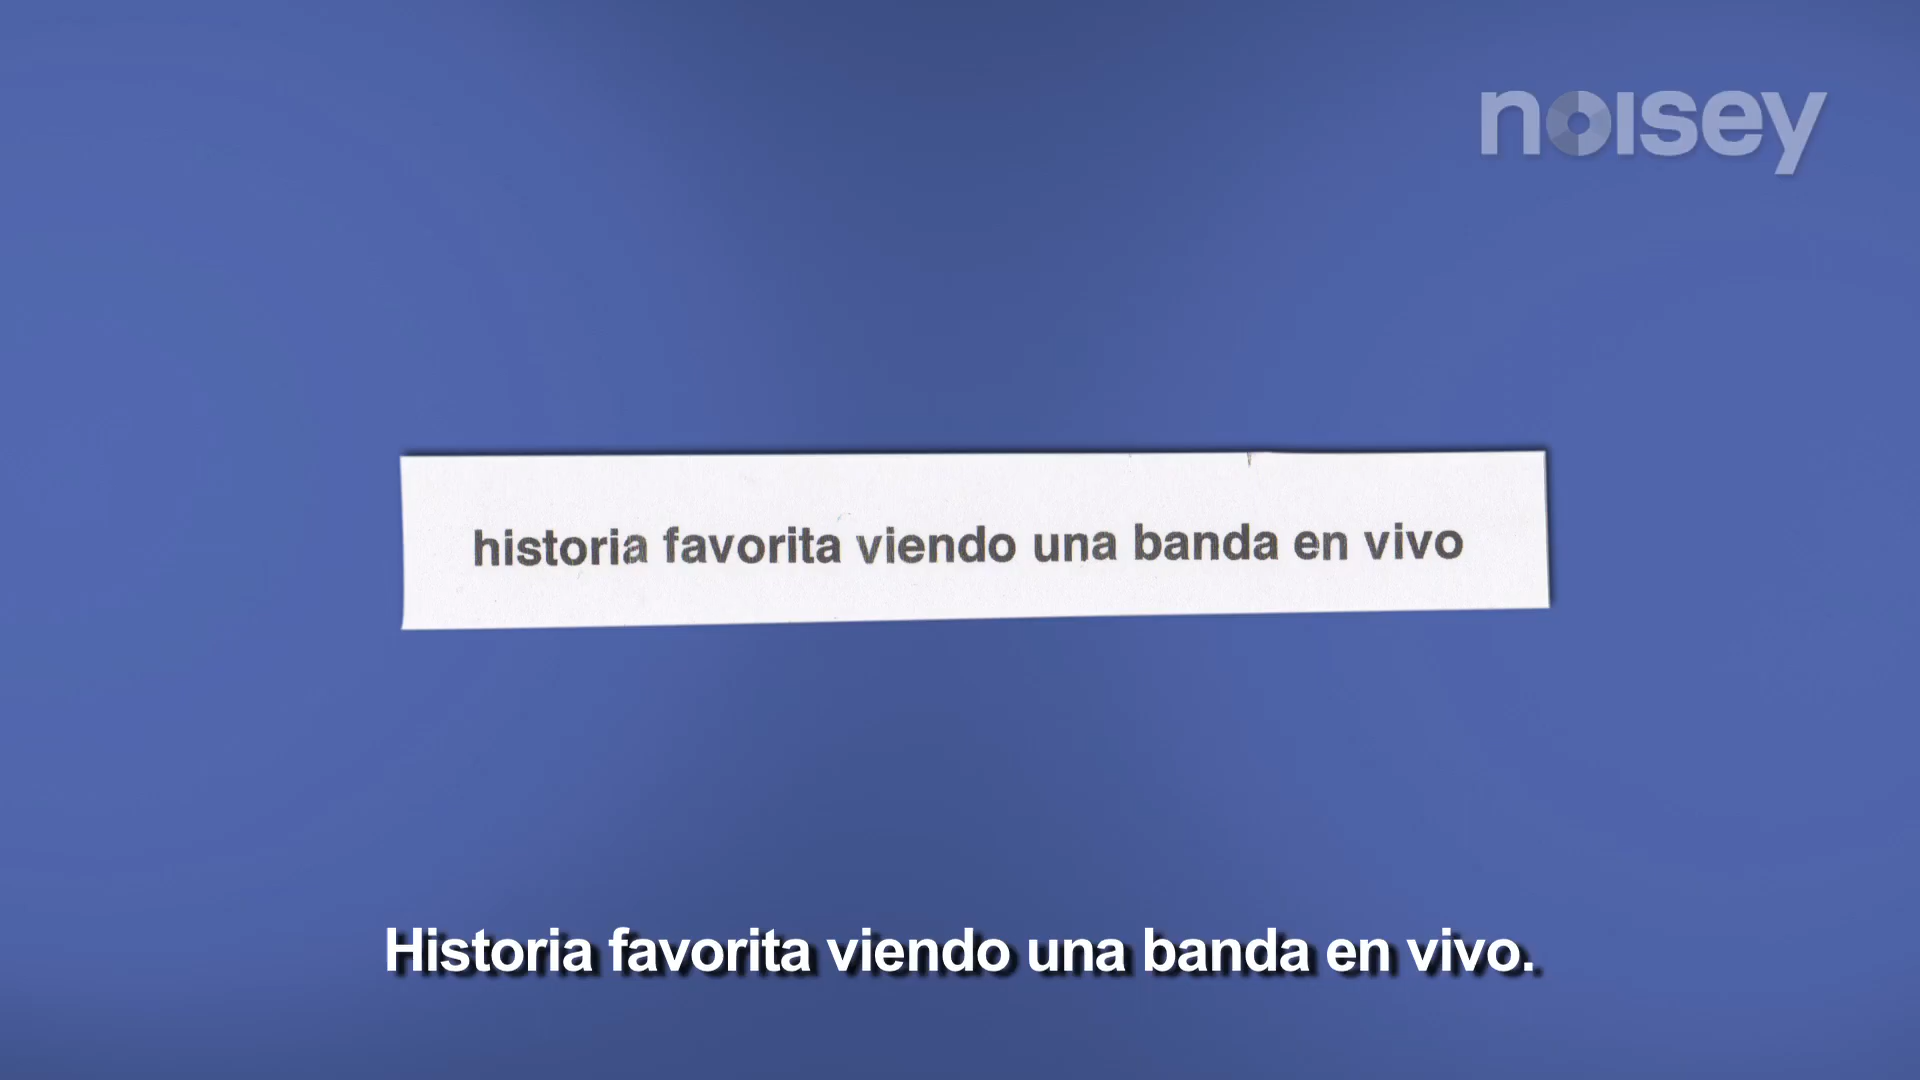 noisey
historia favorita viendo una banda en vivo
Historia favorita viendo una banda en vivo.